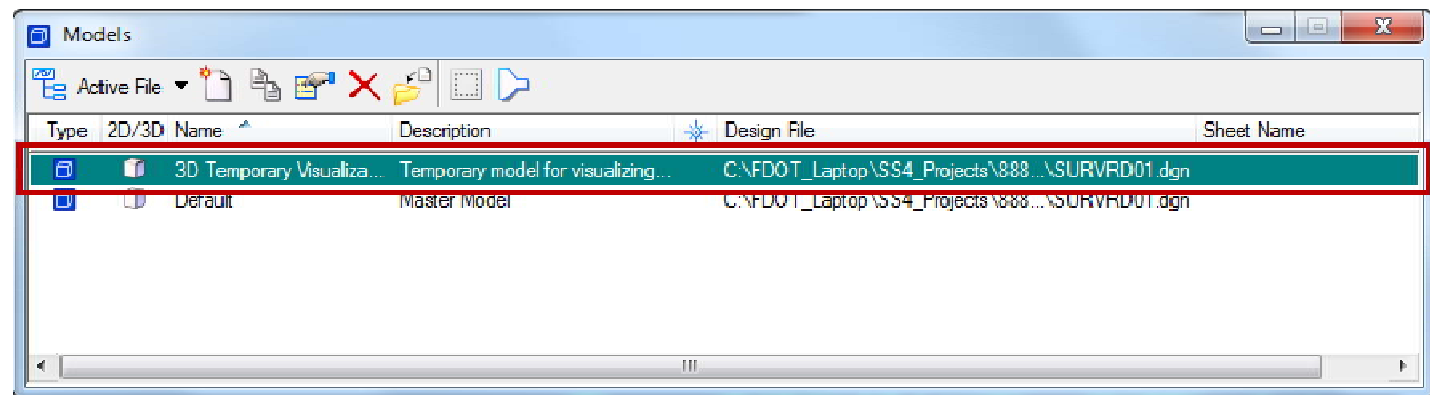 Models
Active File
Type 2D/3D Name Description Design File Sheet Name
3D Temporary Visualiza... Temporary model for visualizing... C:\FDOT_Laptop\SS4_Projects\888...\SURVRD01.dgn
Default Master Model C:\FDOT_Laptop\SS4_Projects\888...\SURVRD01.dgn